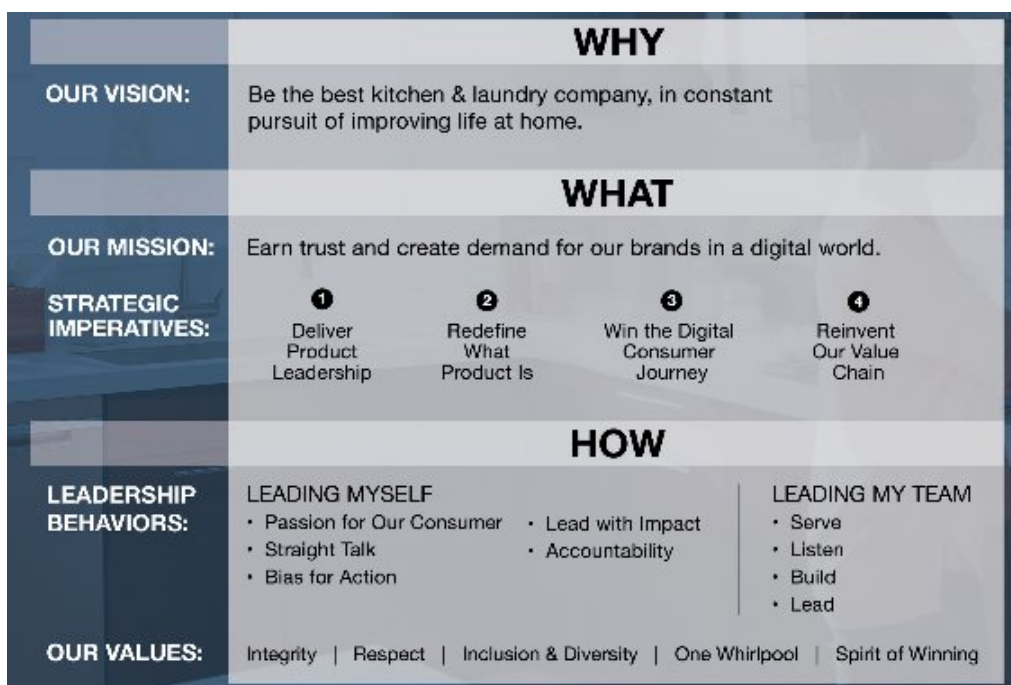 WHY
OUR VISION:
Be the best kitchen & laundry company, in constant
pursuit of improving life at home.
WHAT
OUR MISSION:
Earn trust and create demand for our brands in a digital world.
STRATEGIC
IMPERATIVES:
1
Deliver
Product
Leadership
2
Redefine
What
Product Is
3
Win the Digital
Consumer
Journey
4
Reinvent
Our Value
Chain
HOW
LEADERSHIP
BEHAVIORS:
LEADING MYSELF
• Passion for Our Consumer
• Straight Talk
• Bias for Action
• Lead with Impact
• Accountability
LEADING MY TEAM
• Serve
• Listen
• Build
• Lead
OUR VALUES:
Integrity | Respect | Inclusion & Diversity | One Whirlpool | Spirit of Winning